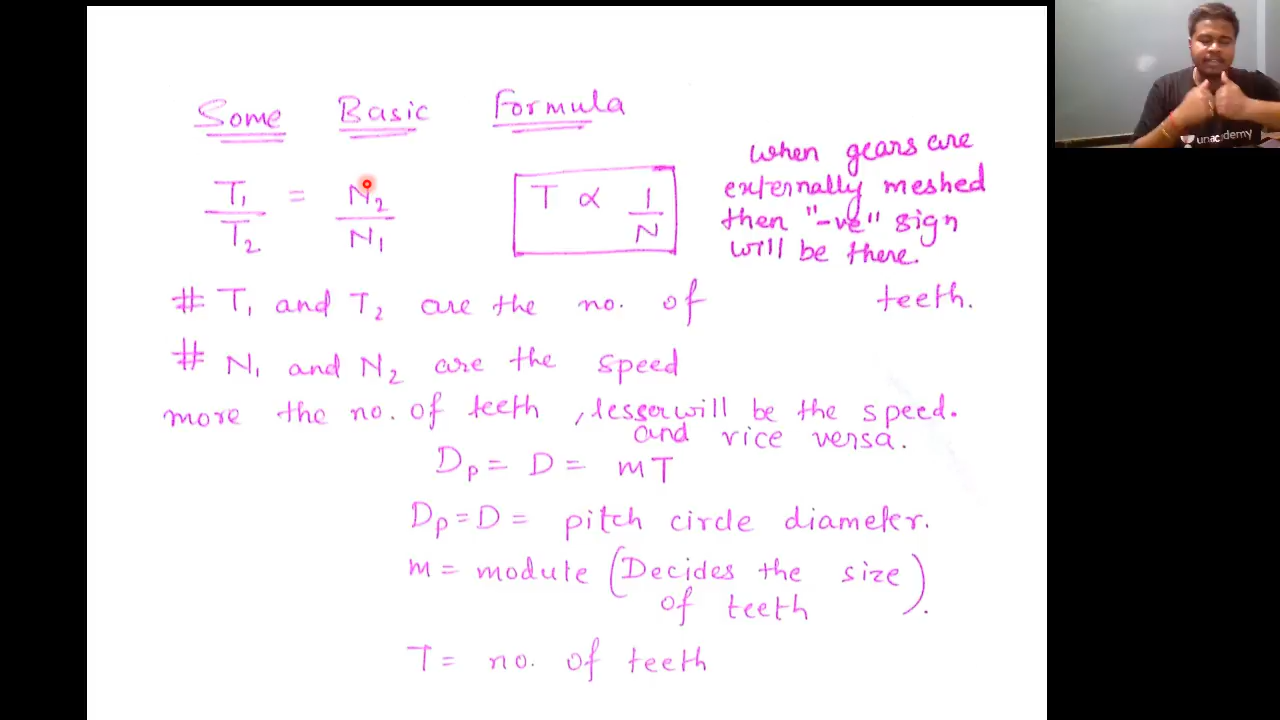 Some Basic Formula
T1/T2 = N2/N1
T ∝ 1/N
when gears are
externally meshed
then "-ve" sign
will be there.
# T1 and T2 are the no. of teeth.
# N1 and N2 are the speed
more the no. of teeth, lesser will be the speed.
and vice versa.
Dp = D = mT
Dp = D = pitch circle diameter.
m = module (Decides the size
of teeth).
T = no. of teeth
unacademy